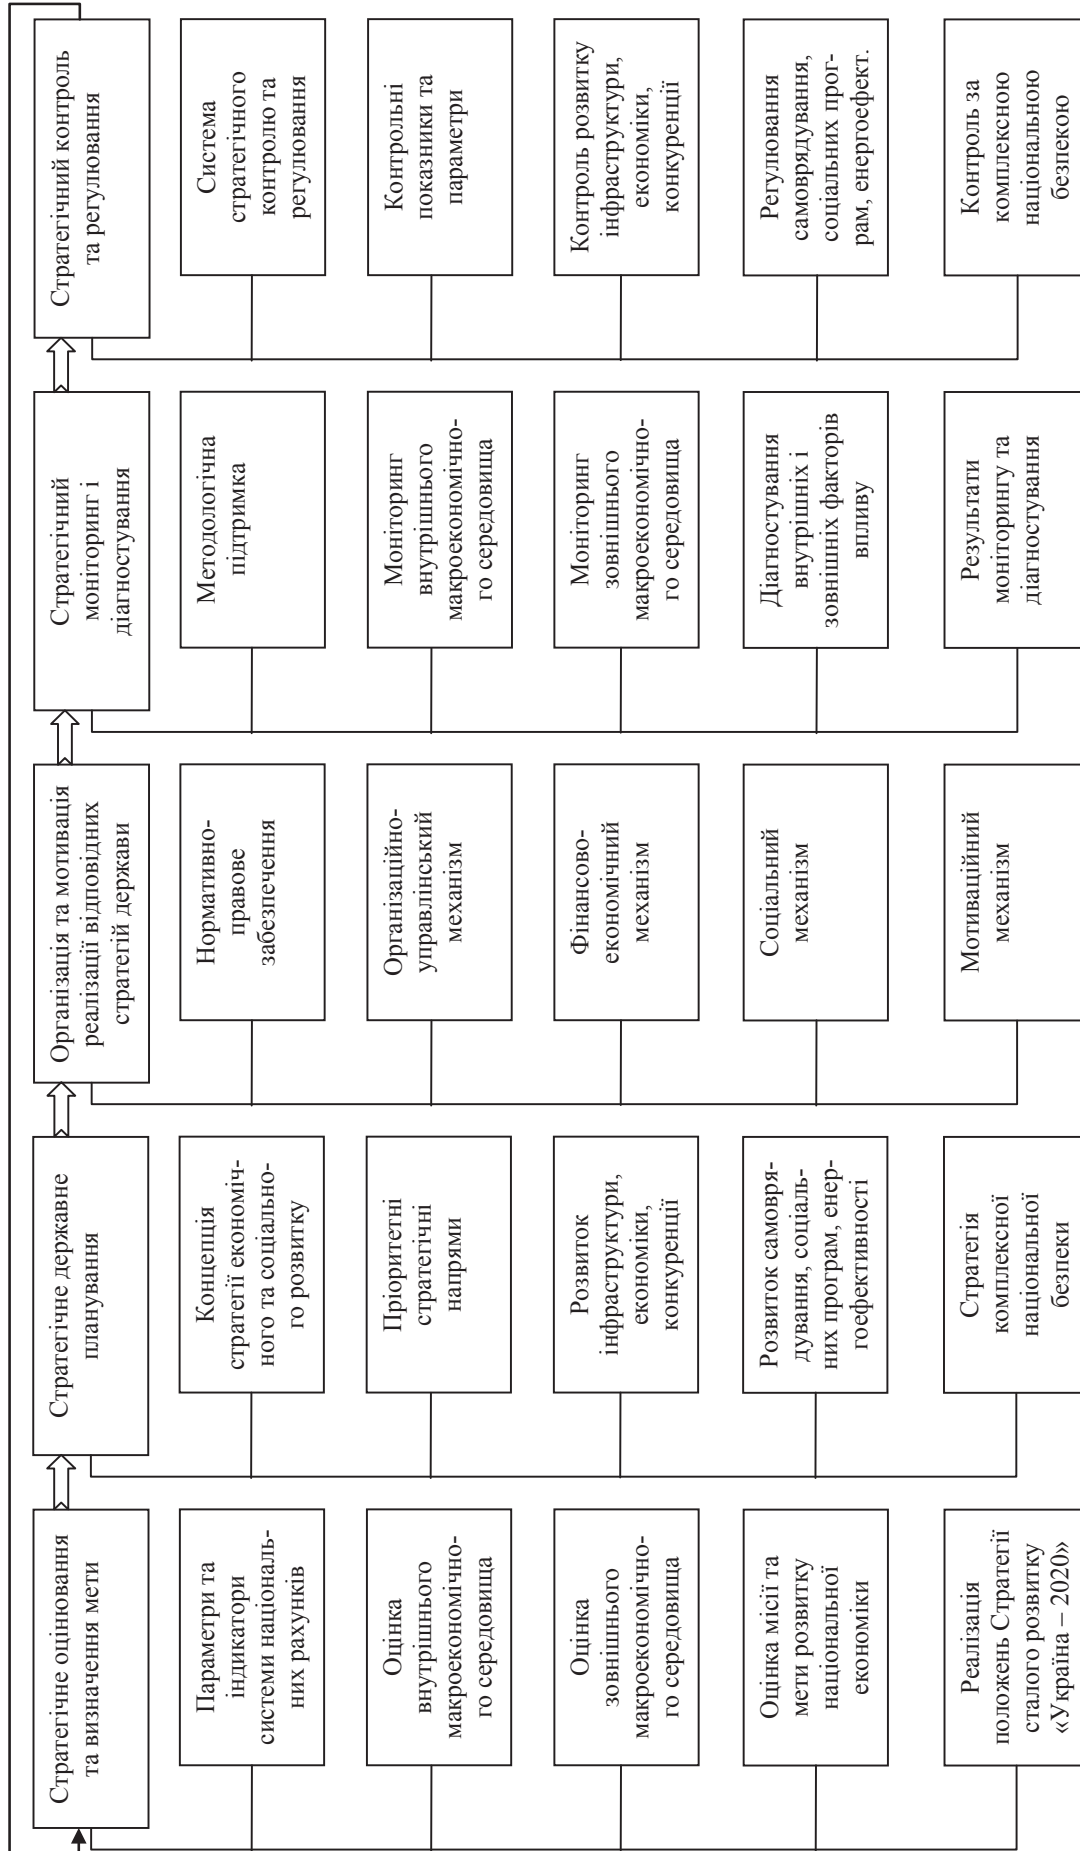 Стратегічне оцінювання
та визначення мети
Параметри та
індикатори
системи національ-
них рахунків
Оцінка
внутрішнього
макроекономічно-
го середовища
Оцінка
зовнішнього
макроекономічно-
го середовища
Оцінка місії та
мети розвитку
національної
економіки
Реалізація
положень Стратегії
сталого розвитку
«Україна – 2020»
Стратегічне державне
планування
Концепція
стратегії економіч-
ного та соціально-
го розвитку
Пріоритетні
стратегічні
напрями
Розвиток
інфраструктури,
економіки,
конкуренції
Розвиток самовря-
дування, соціаль-
них програм, енер-
гоефективності
Стратегія
комплексної
національної
безпеки
Організація та мотивація
реалізації відповідних
стратегій держави
Нормативно-
правове
забезпечення
Організаційно-
управлінський
механізм
Фінансово-
економічний
механізм
Соціальний
механізм
Мотиваційний
механізм
Стратегічний
моніторинг і
діагностування
Методологічна
підтримка
Моніторинг
внутрішнього
макроекономічно-
го середовища
Моніторинг
зовнішнього
макроекономічно-
го середовища
Діагностування
внутрішніх і
зовнішніх факторів
впливу
Результати
моніторингу та
діагностування
Стратегічний контроль
та регулювання
Система
стратегічного
контролю та
регулювання
Контрольні
показники та
параметри
Контроль розвитку
інфраструктури,
економіки,
конкуренції
Регулювання
самоврядування,
соціальних прог-
рам, енергоефект.
Контроль за
комплексною
національною
безпекою